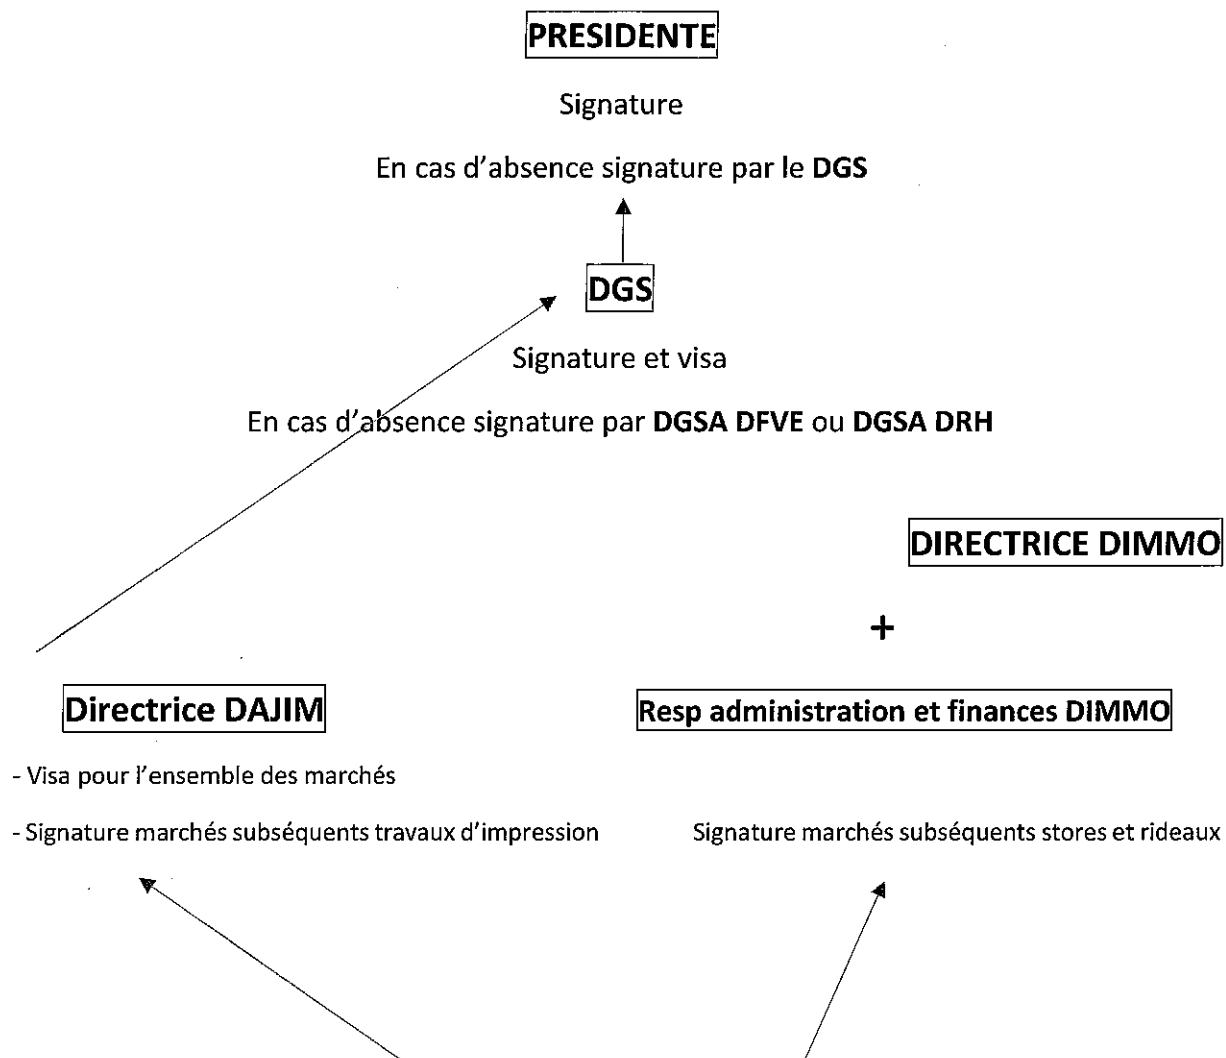 PRESIDENTE
Signature
En cas d'absence signature par le DGS
DGS
Signature et visa
En cas d'absence signature par DGSA DFVE ou DGSA DRH
DIRECTRICE DIMMO
+
Directrice DAJIM
Resp administration et finances DIMMO
- Visa pour l'ensemble des marchés
- Signature marchés subséquents travaux d'impression
Signature marchés subséquents stores et rideaux